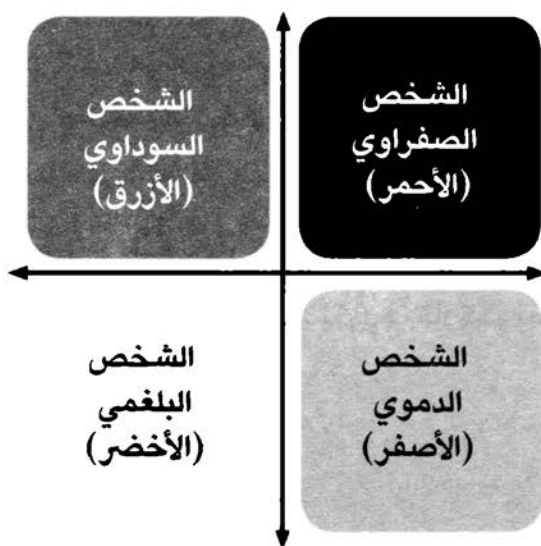 الشخص
الصفراوي
(الأحمر)
الشخص
السوداوي
(الأزرق)
الشخص
الدموي
(الأصفر)
الشخص
البلغمي
(الأخضر)